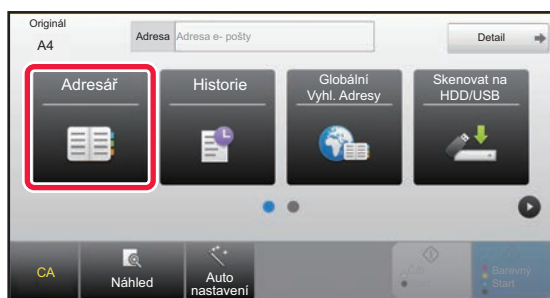 Originál
A4
Adresa
Adresa e- pošty
Detail
Adresář
Historie
Globální
Vyhl. Adresy
Skenovat na
HDD/USB
CA
Náhled
Auto
nastavení
Barevný
Start